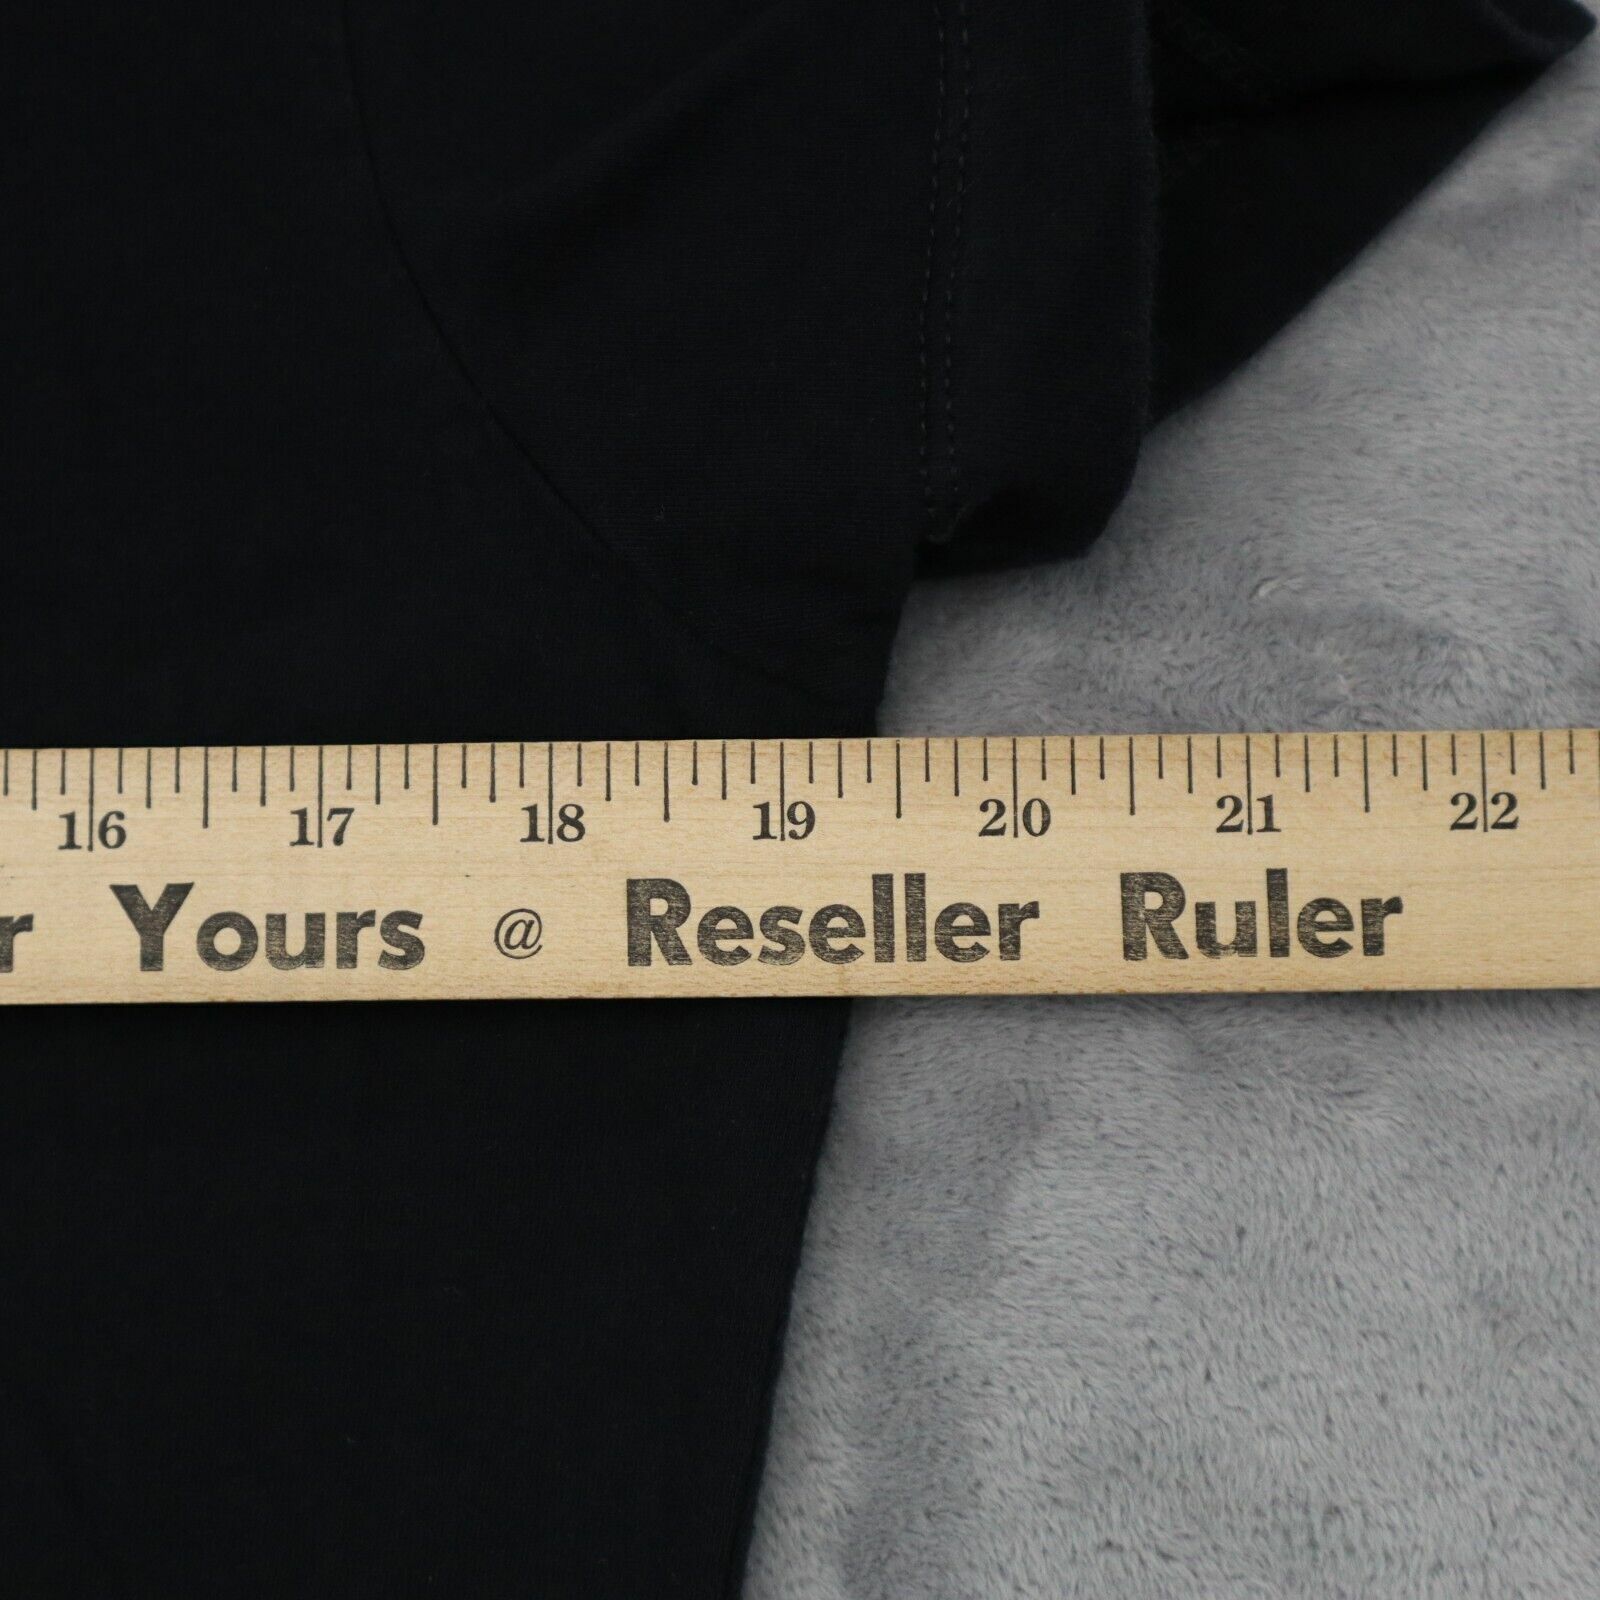 16 17 18 19 20 21 22
r Yours @ Reseller Ruler